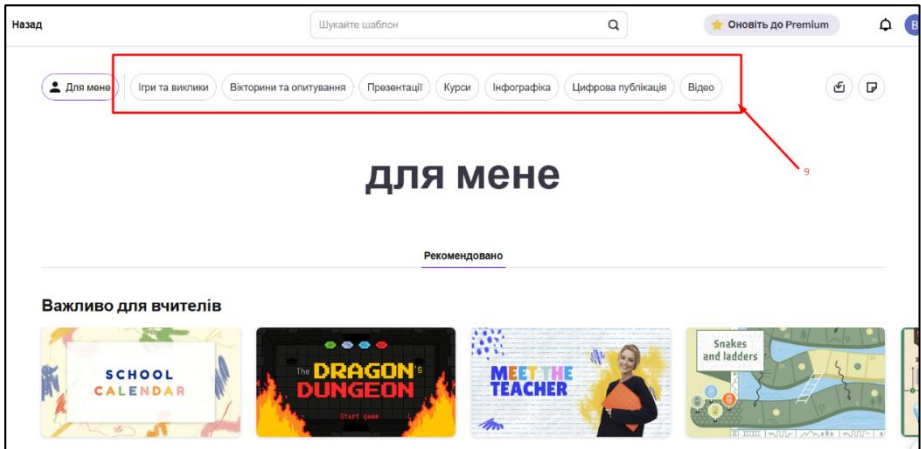 Назад
Шукайте шаблон
Оновіть до Premium
B
Для мене
Ігри та виклики
Вікторини та опитування
Презентації
Курси
Інфографіка
Цифрова публікація
Відео
9
для мене
Рекомендовано
Важливо для вчителів
SCHOOL
CALENDAR
The DRAGON's
DUNGEON
Start game
MEET THE
TEACHER
Snakes
and ladders